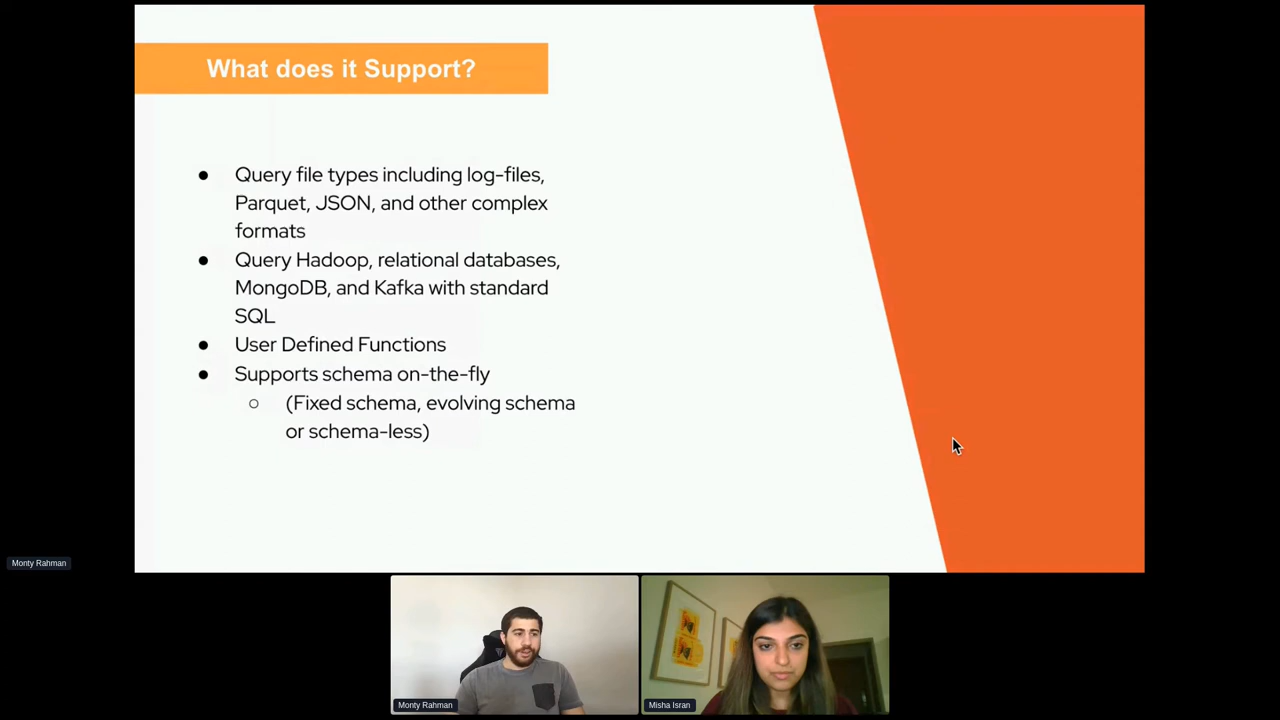 What does it Support?
● Query file types including log-files,
Parquet, JSON, and other complex
formats
● Query Hadoop, relational databases,
MongoDB, and Kafka with standard
SQL
● User Defined Functions
● Supports schema on-the-fly
○ (Fixed schema, evolving schema
or schema-less)
Monty Rahman
Monty Rahman
Misha Isran